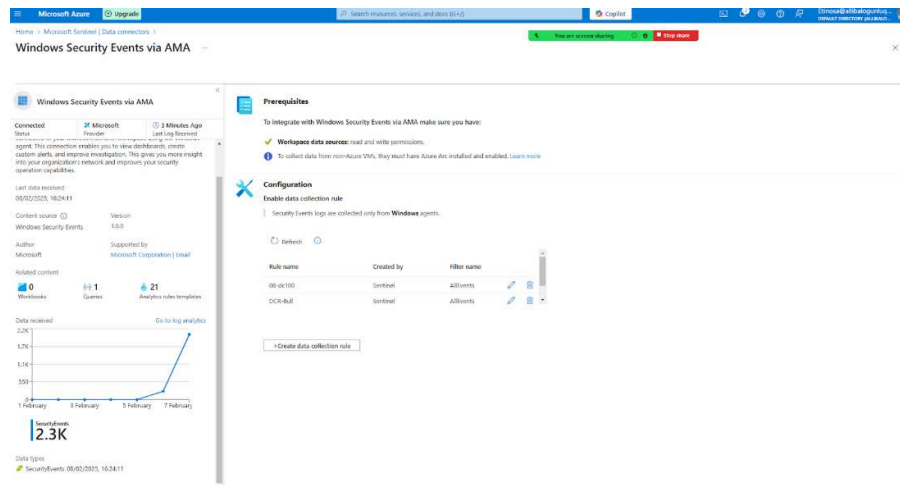 Microsoft Azure
Upgrade
Search resources, services, and docs (G+/)
Copilot
DEFAULT DIRECTORY
Home > Microsoft Sentinel | Data connectors >
You are screen sharing
Stop share
Windows Security Events via AMA
Windows Security Events via AMA
Connected
Status
Microsoft
Provider
3 Minutes Ago
Last Log Received
agent. This connection enables you to view dashboards, create
custom alerts, and improve investigation. This gives you more insight
into your organization's network and improves your security
operation capabilities.
Last data received
08/02/2025, 16:24:11
Content source
Windows Security Events
Version
Author
Microsoft
Supported by
Microsoft Corporation | Email
Related content
0
Workbooks
1
Queries
21
Analytics rules templates
Data received
Go to log analytics
2.2K
1.7K
1.1K
550
0
1 February
3 February
5 February
7 February
SecurityEvents
2.3K
Data types
SecurityEvents 08/02/2025, 16:24:11
Prerequisites
To integrate with Windows Security Events via AMA make sure you have:
Workspace data sources: read and write permissions.
To collect data from non-Azure VMs, they must have Azure Arc installed and enabled. Learn more
Configuration
Enable data collection rule
Security Events logs are collected only from Windows agents.
Refresh
Rule name
Created by
Filter name
Sentinel
AllEvents
DCR-Bull
Sentinel
AllEvents
+Create data collection rule